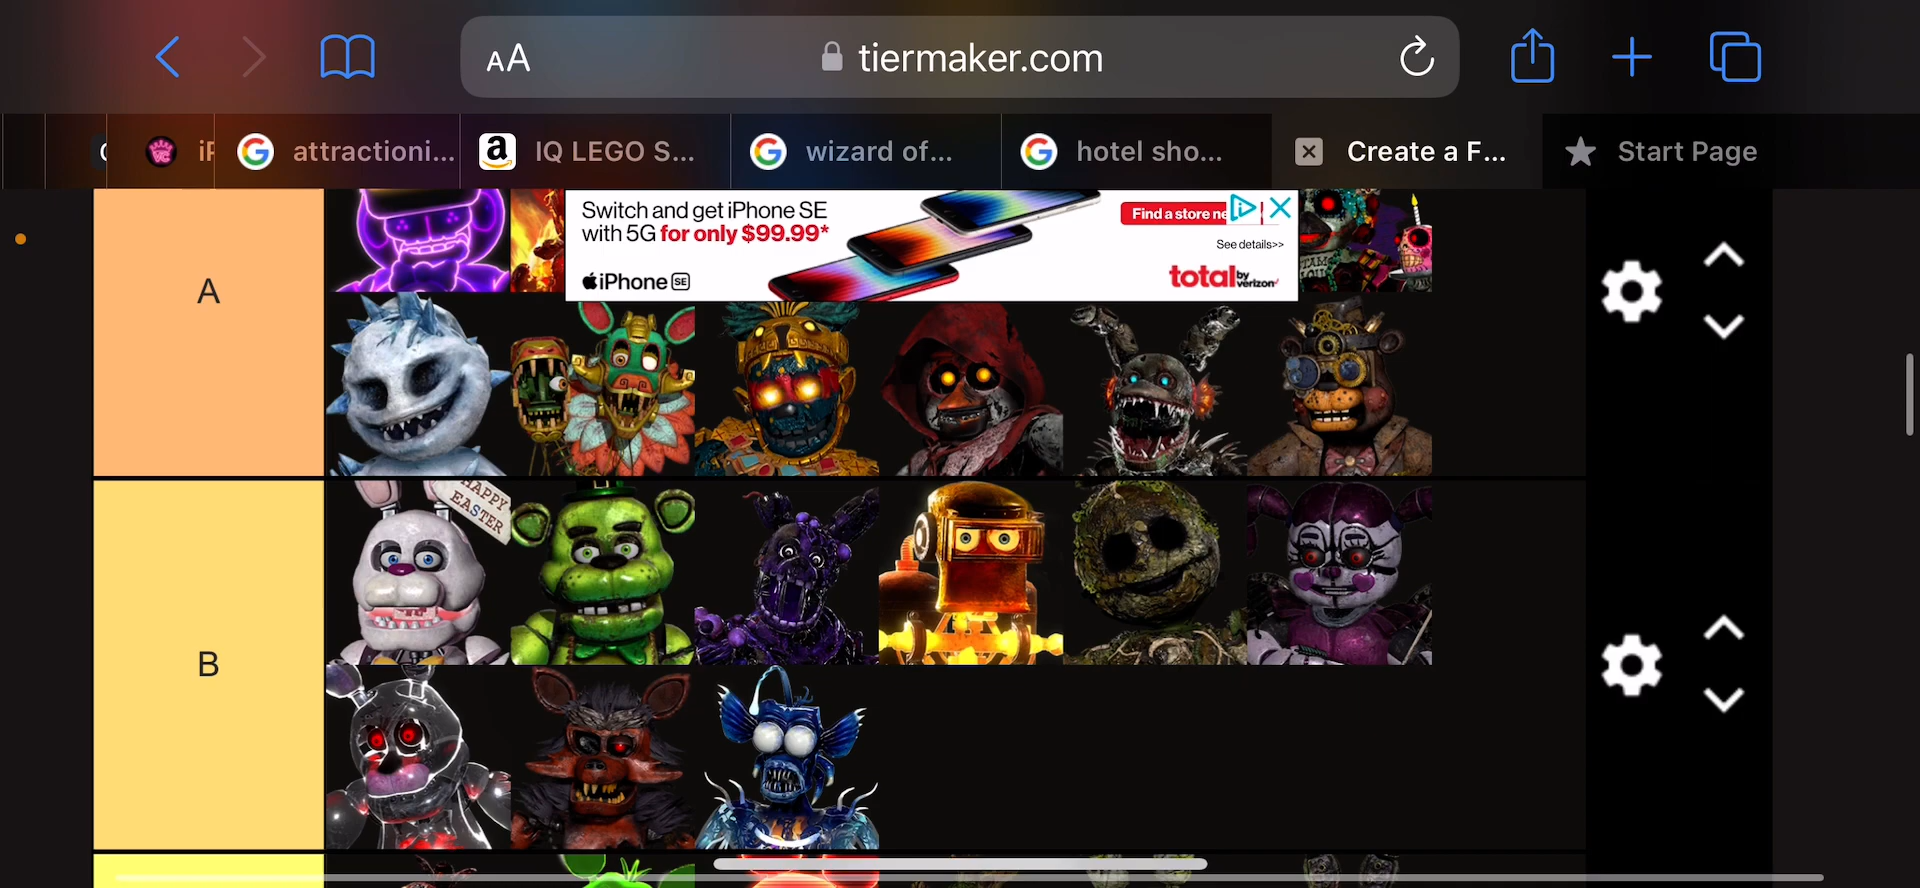 AA tiermaker.com
iF
attractioni...
IQ LEGO S...
wizard of...
hotel sho...
Create a F...
Start Page
A
Switch and get iPhone SE
with 5G for only $99.99*
iPhone SE
Find a store ne
See details>>
total by verizon
HAPPY
EASTER
B